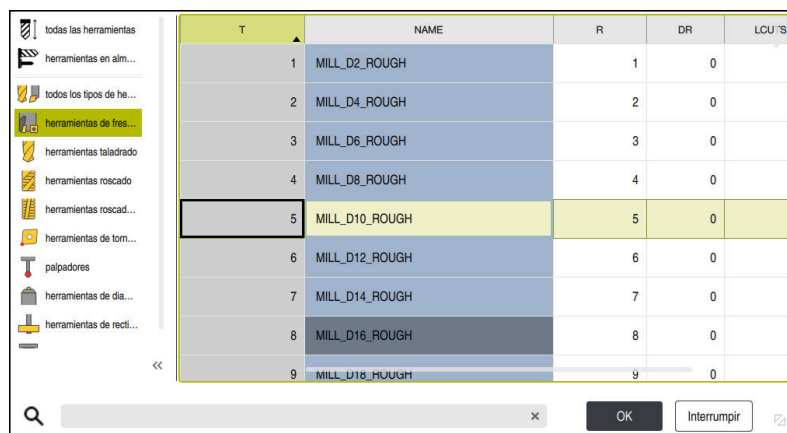 todas las herramientas
herramientas en alm...
todos los tipos de he...
herramientas de fres...
herramientas taladrado
herramientas roscado
herramientas roscad...
herramientas de torn...
palpadores
herramientas de dia...
herramientas de recti...
T NAME R DR LCUTS
1 MILL_D2_ROUGH 1 0
2 MILL_D4_ROUGH 2 0
3 MILL_D6_ROUGH 3 0
4 MILL_D8_ROUGH 4 0
5 MILL_D10_ROUGH 5 0
6 MILL_D12_ROUGH 6 0
7 MILL_D14_ROUGH 7 0
8 MILL_D16_ROUGH 8 0
9 MILL_D18_ROUGH 9 0
OK Interrumpir